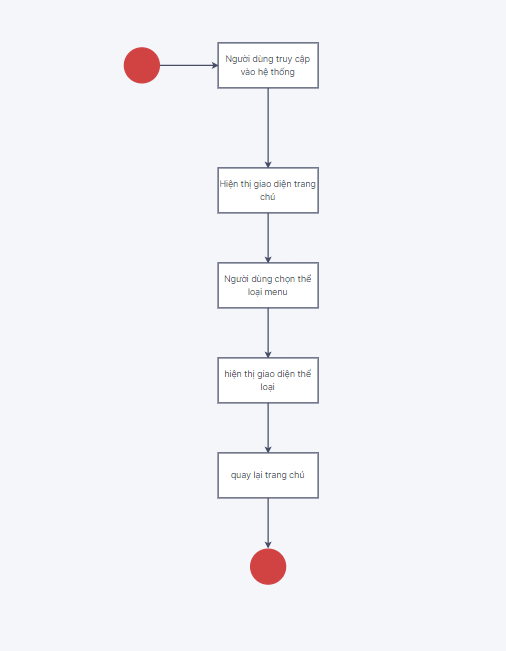 Người dùng truy cập
vào hệ thống
Hiện thị giao diện trang
chủ
Người dùng chọn thể
loại menu
hiện thị giao diện thể
loại
quay lại trang chủ